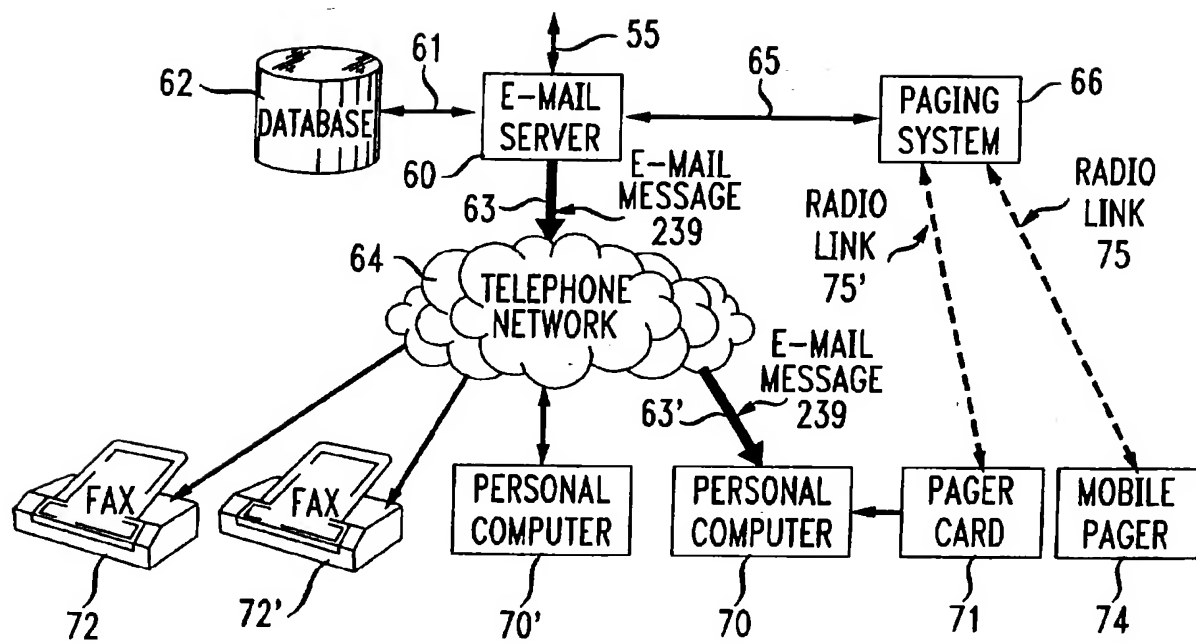 55
61
65
62
DATABASE
E-MAIL
SERVER
60
PAGING
SYSTEM
66
63
E-MAIL
MESSAGE
239
RADIO
LINK
75'
RADIO
LINK
75
64
TELEPHONE
NETWORK
E-MAIL
MESSAGE
239
63'
FAX
FAX
PERSONAL
COMPUTER
PERSONAL
COMPUTER
PAGER
CARD
MOBILE
PAGER
72
72'
70'
70
71
74